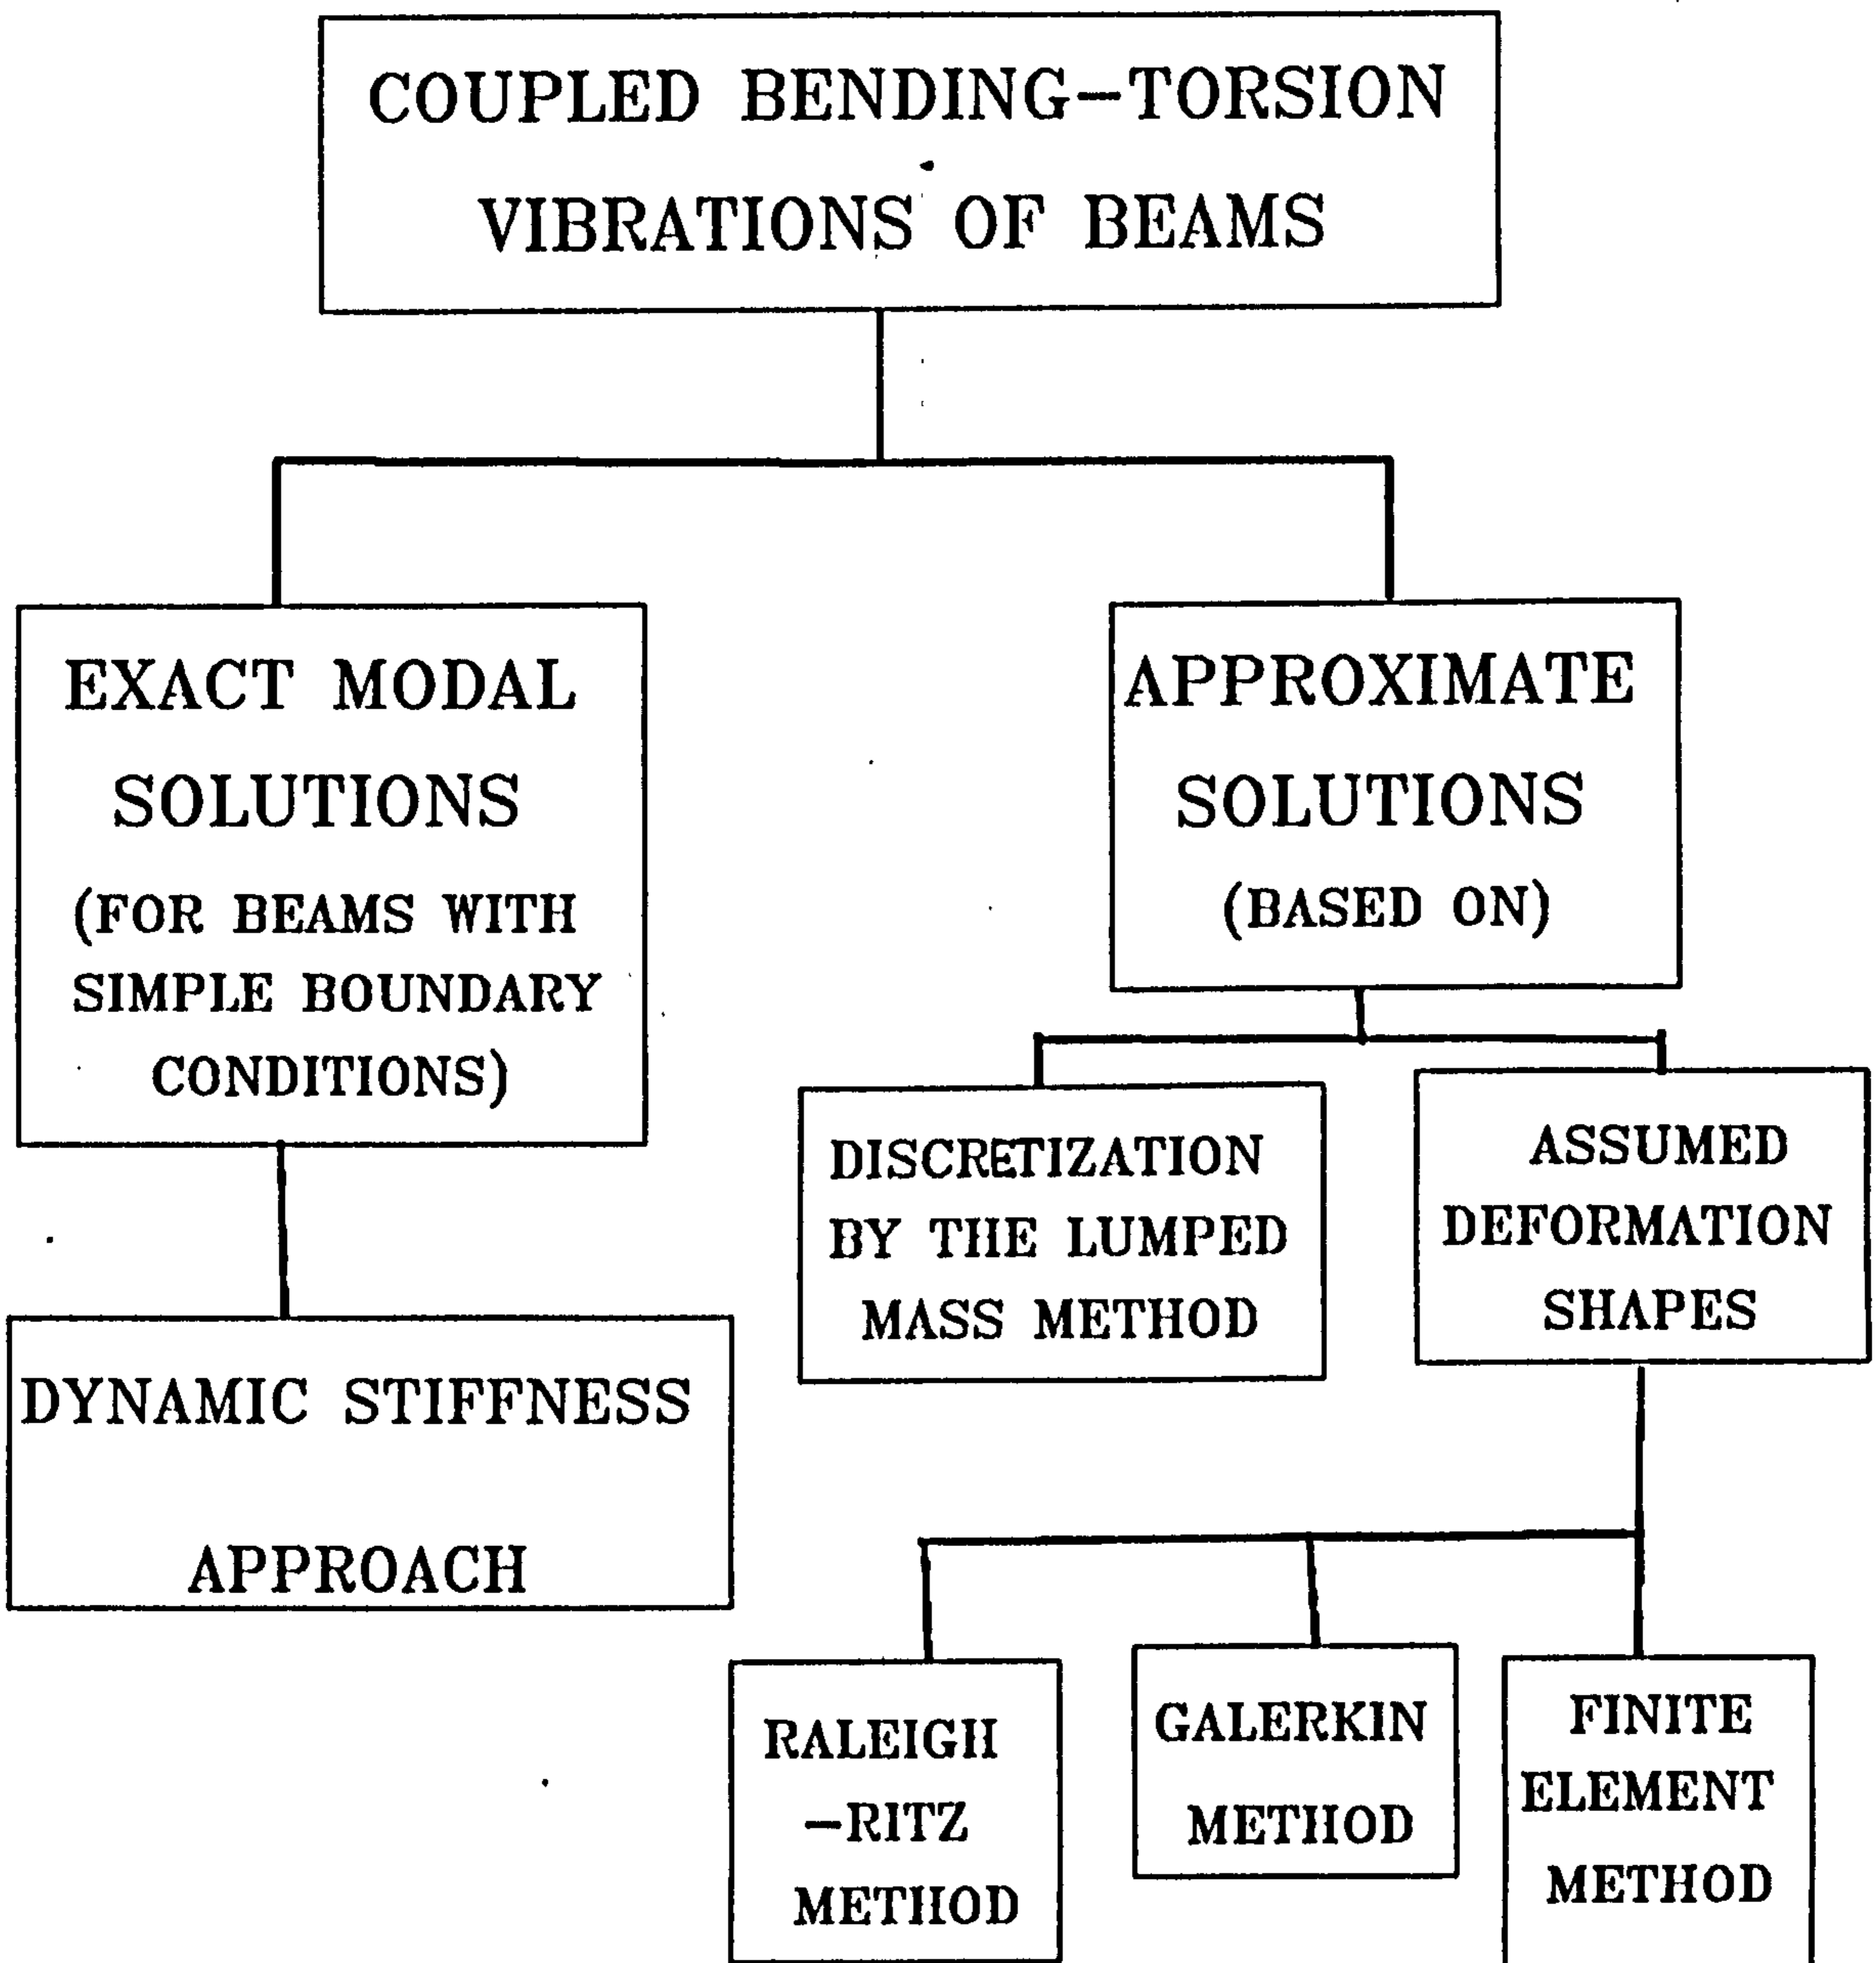 COUPLED BENDING-TORSION
VIBRATIONS OF BEAMS
EXACT MODAL
SOLUTIONS
(FOR BEAMS WITH
SIMPLE BOUNDARY
CONDITIONS)
APPROXIMATE
SOLUTIONS
(BASED ON)
DISCRETIZATION
BY THE LUMPED
MASS METHOD
ASSUMED
DEFORMATION
SHAPES
DYNAMIC STIFFNESS
APPROACH
RALEIGH
-RITZ
METHOD
GALERKIN
METHOD
FINITE
ELEMENT
METHOD